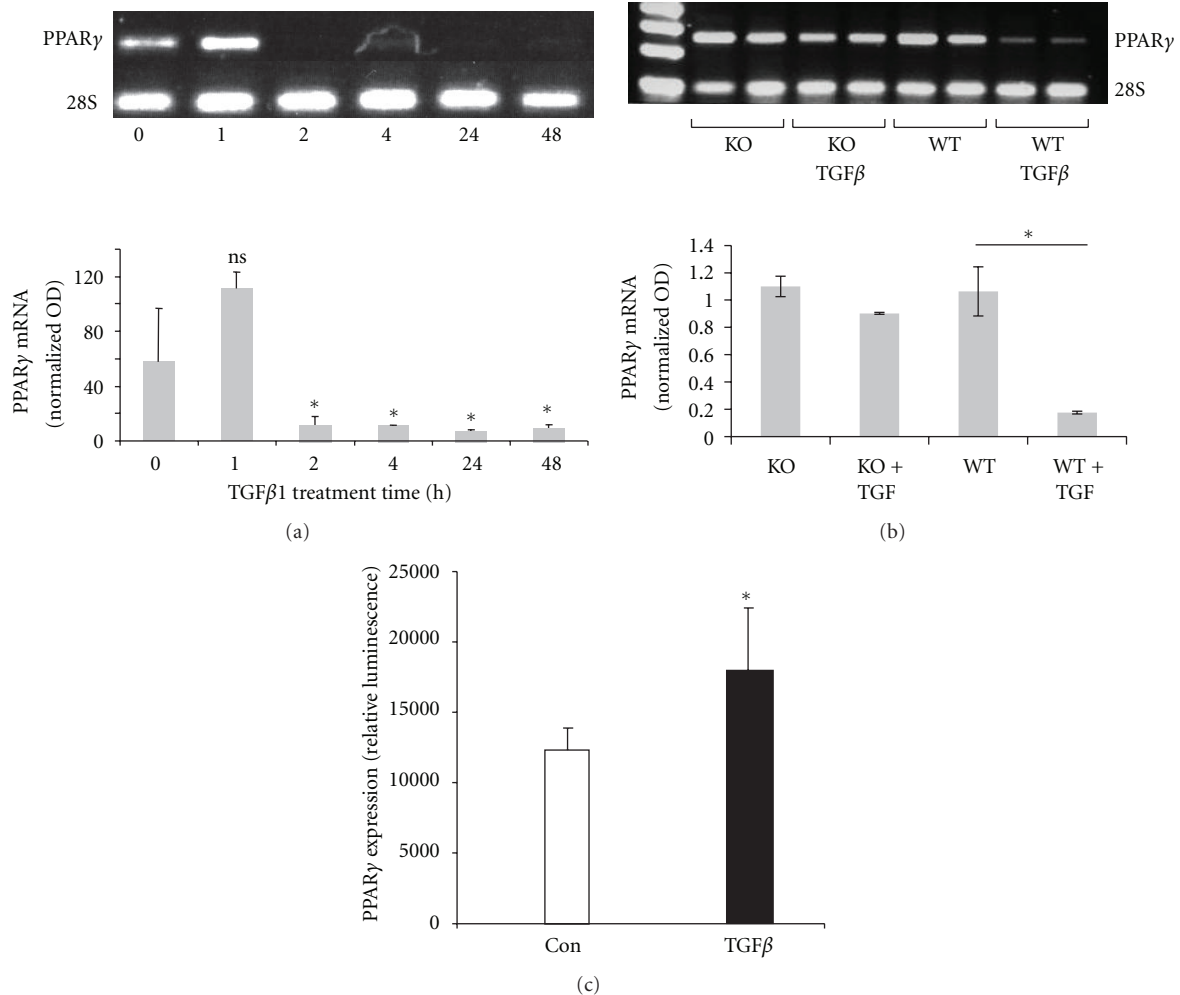 PPARγ
28S
0 1 2 4 24 48
PPARγ mRNA
(normalized OD)
120
80
40
0
ns
* * * *
0 1 2 4 24 48
TGFβ1 treatment time (h)
(a)
PPARγ
28S
KO KO WT WT
TGFβ TGFβ
PPARγ mRNA
(normalized OD)
1.4
1.2
1
0.8
0.6
0.4
0.2
0
*
KO KO + WT WT +
TGF TGF
(b)
PPARγ expression (relative luminescence)
25000
20000
15000
10000
5000
0
*
Con TGFβ
(c)